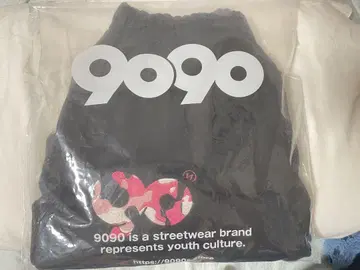 9090
9090 is a streetwear brand
represents youth culture.